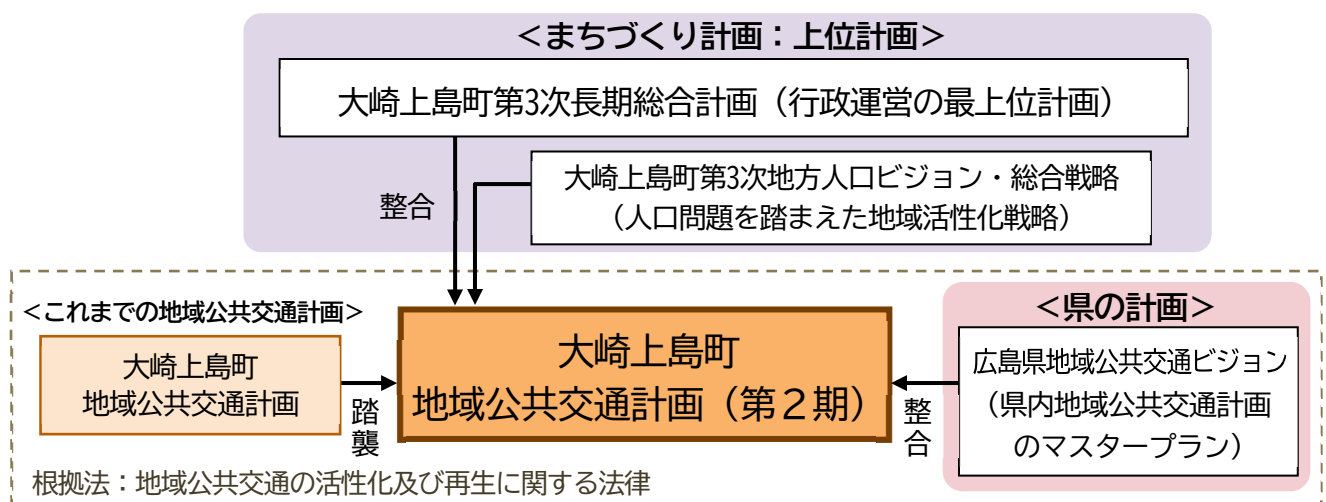 <まちづくり計画：上位計画>
大崎上島町第3次長期総合計画（行政運営の最上位計画）
整合
大崎上島町第3次地方人口ビジョン・総合戦略
（人口問題を踏まえた地域活性化戦略）
<これまでの地域公共交通計画>
大崎上島町
地域公共交通計画
踏襲
大崎上島町
地域公共交通計画（第２期）
整合
<県の計画>
広島県地域公共交通ビジョン
（県内地域公共交通計画
のマスタープラン）
根拠法：地域公共交通の活性化及び再生に関する法律